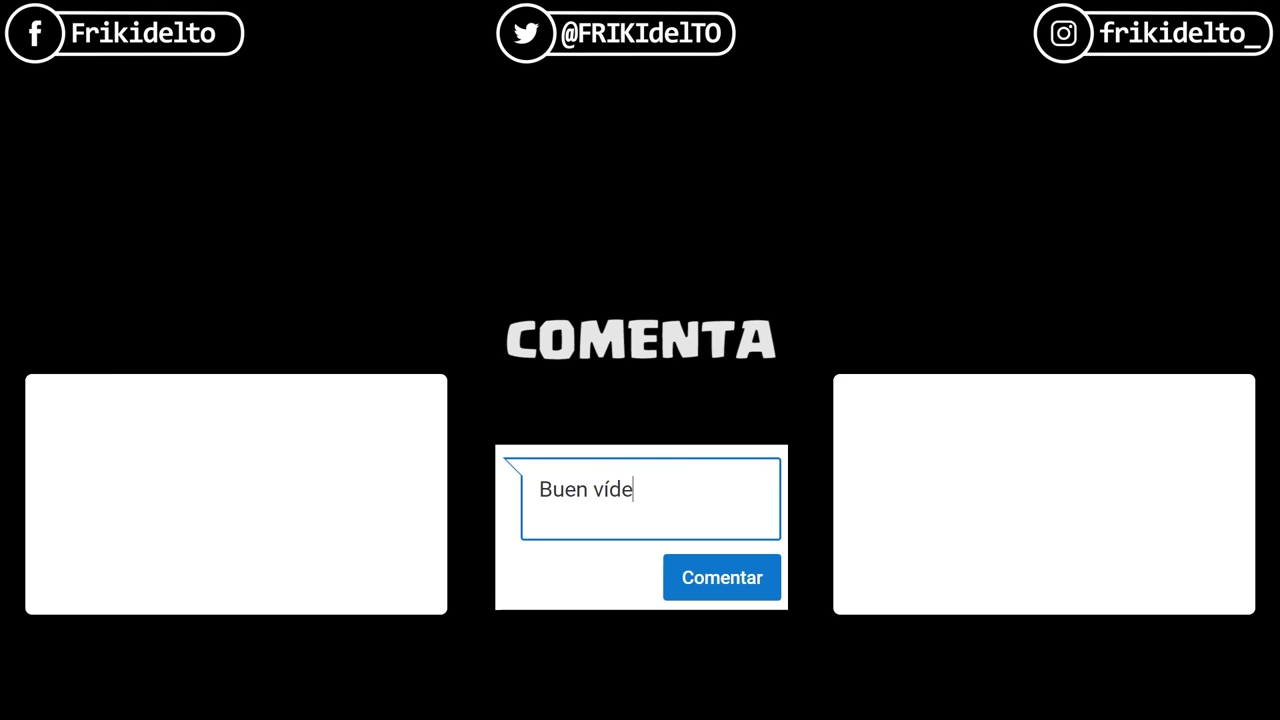 Frikidelto
@FRIKIdelTO
frikidelto_
COMENTA
Buen víde
Comentar